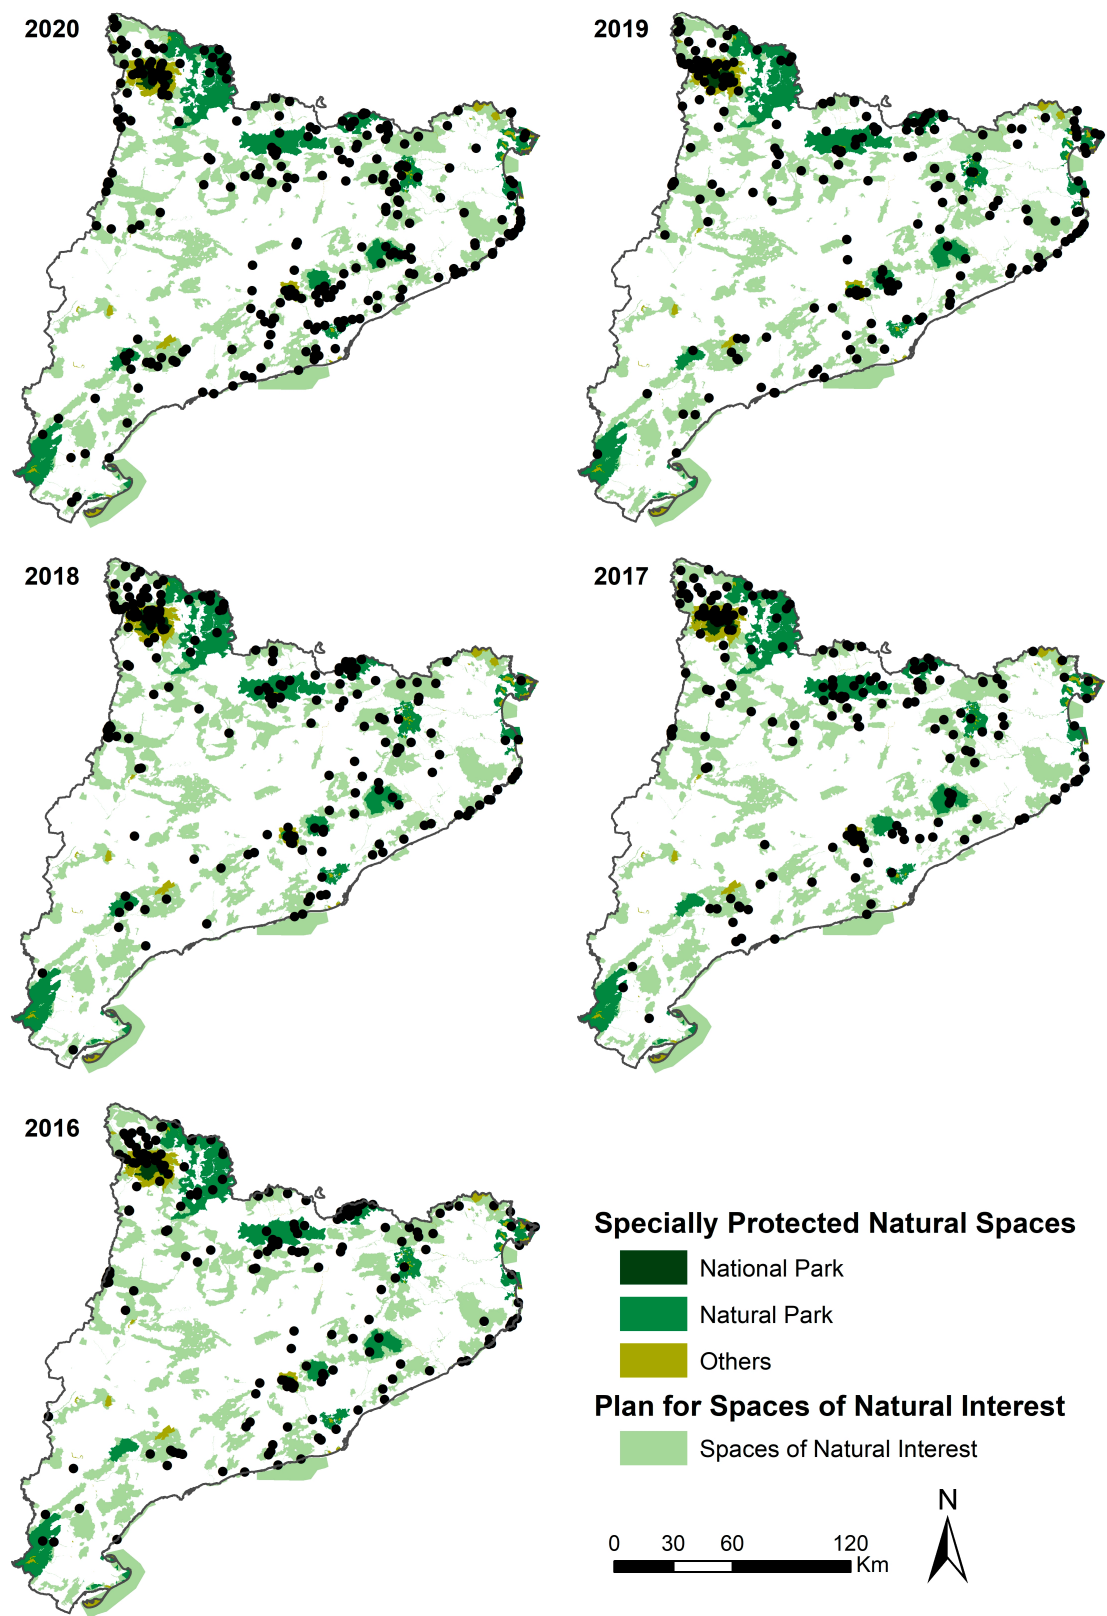 2020
2019
2018
2017
2016
Specially Protected Natural Spaces
National Park
Natural Park
Others
Plan for Spaces of Natural Interest
Spaces of Natural Interest
N
0 30 60 120
Km